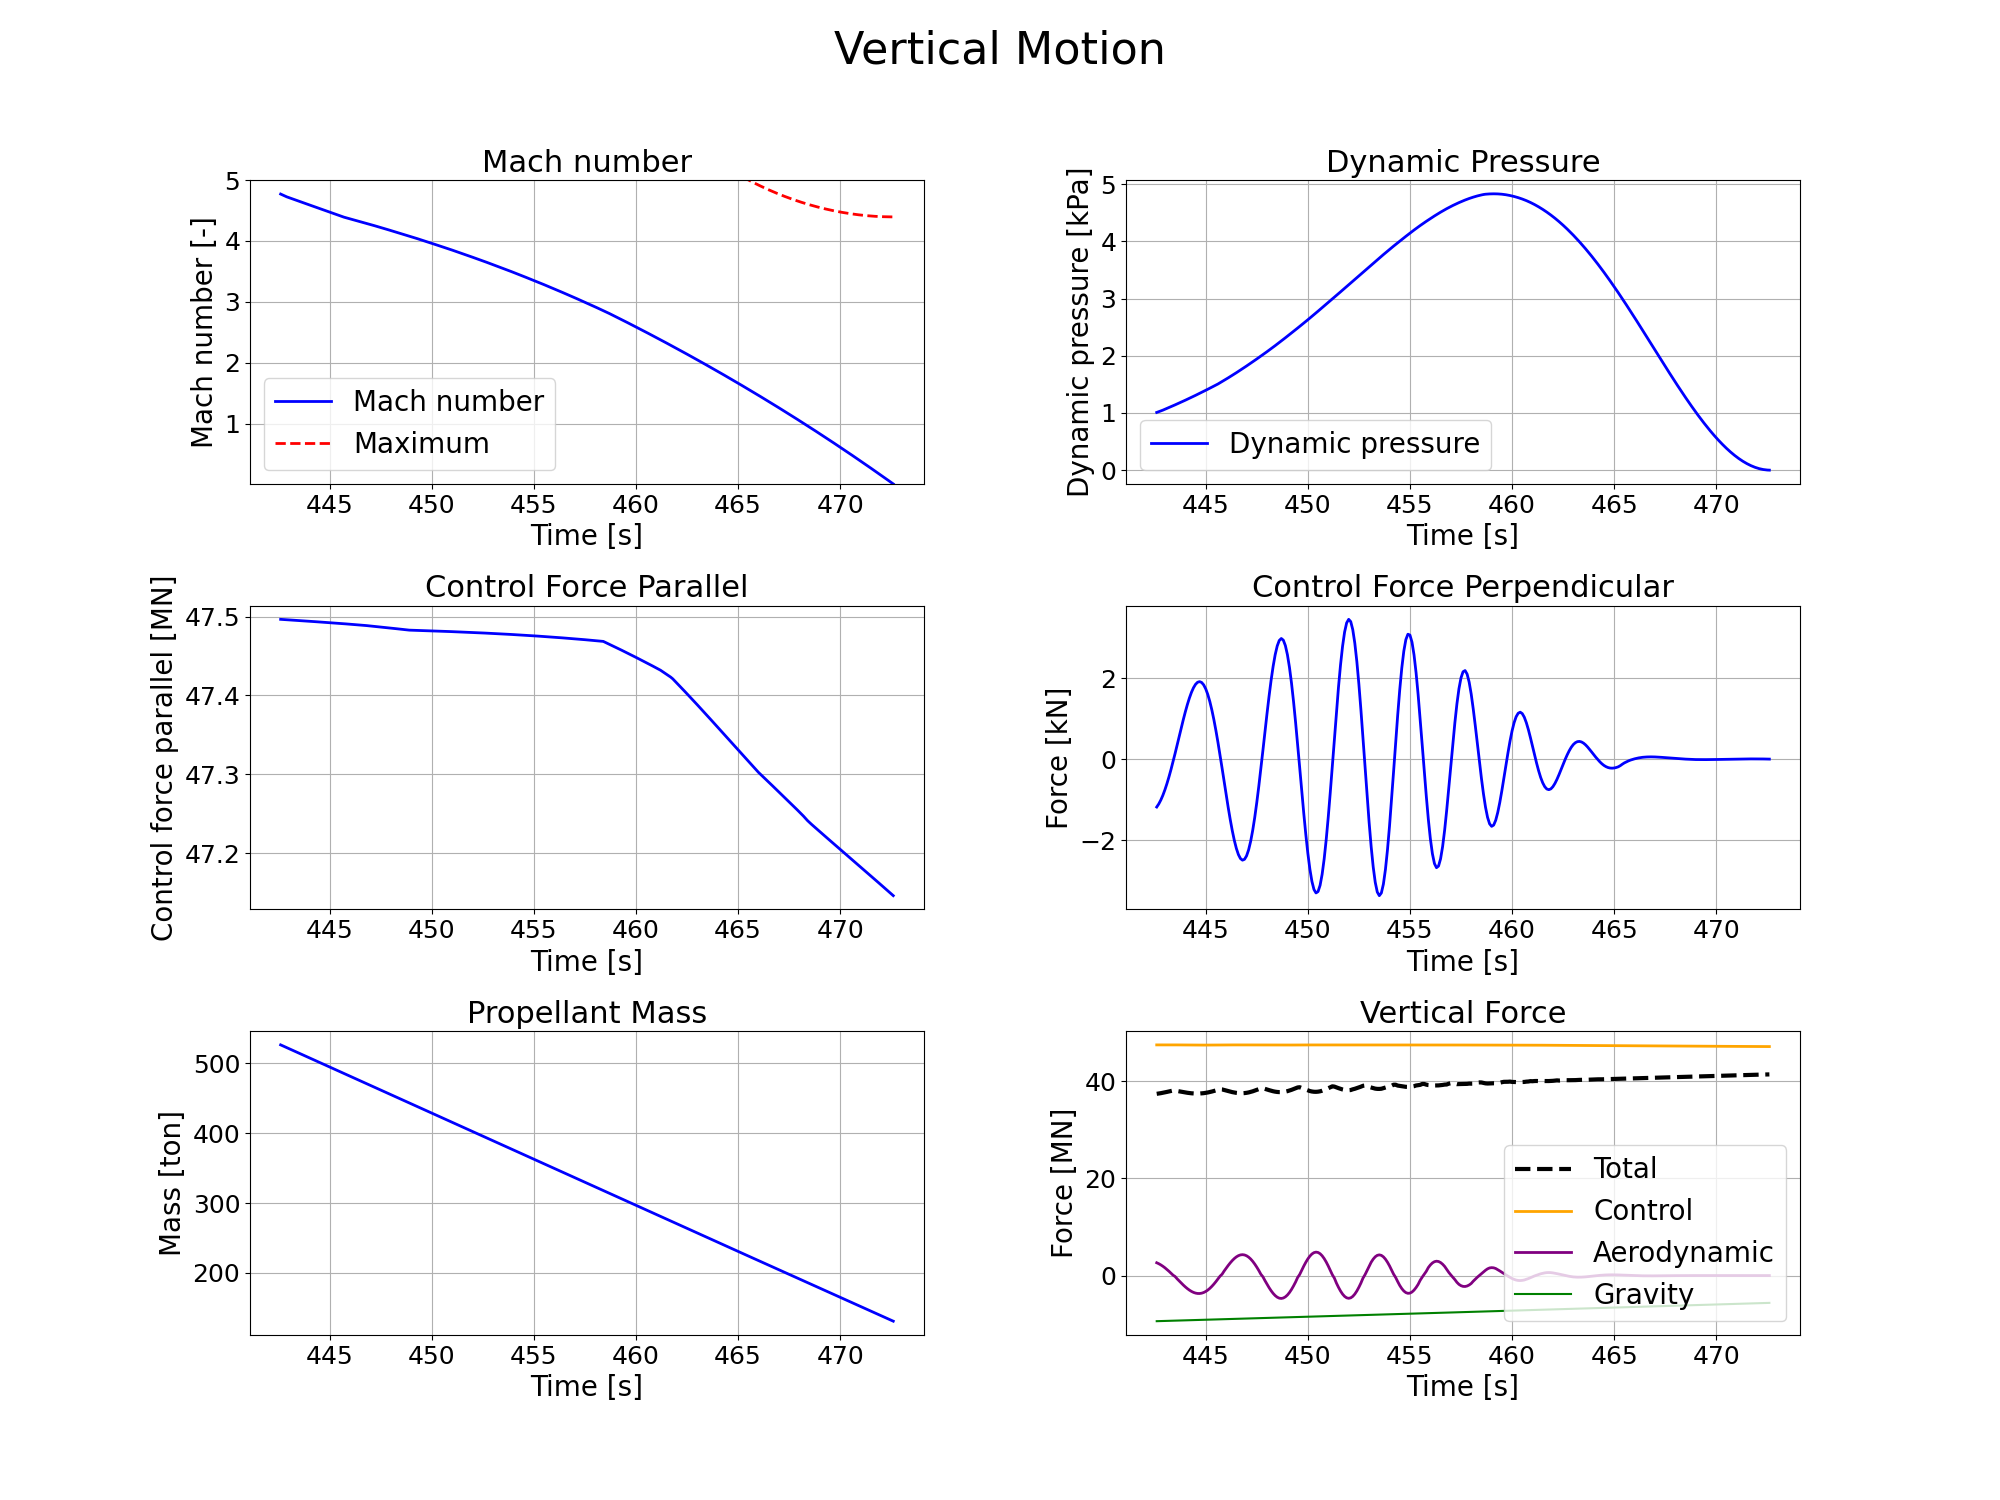 Vertical Motion
Mach number
Mach number [-]
5
4
3
2
1
Mach number
Maximum
445 450 455 460 465 470
Time [s]
Dynamic Pressure
Dynamic pressure [kPa]
5
4
3
2
1
0
Dynamic pressure
445 450 455 460 465 470
Time [s]
Control Force Parallel
Control force parallel [MN]
47.5
47.4
47.3
47.2
445 450 455 460 465 470
Time [s]
Control Force Perpendicular
Force [kN]
2
0
−2
445 450 455 460 465 470
Time [s]
Propellant Mass
Mass [ton]
500
400
300
200
445 450 455 460 465 470
Time [s]
Vertical Force
Force [MN]
40
20
0
Total
Control
Aerodynamic
Gravity
445 450 455 460 465 470
Time [s]